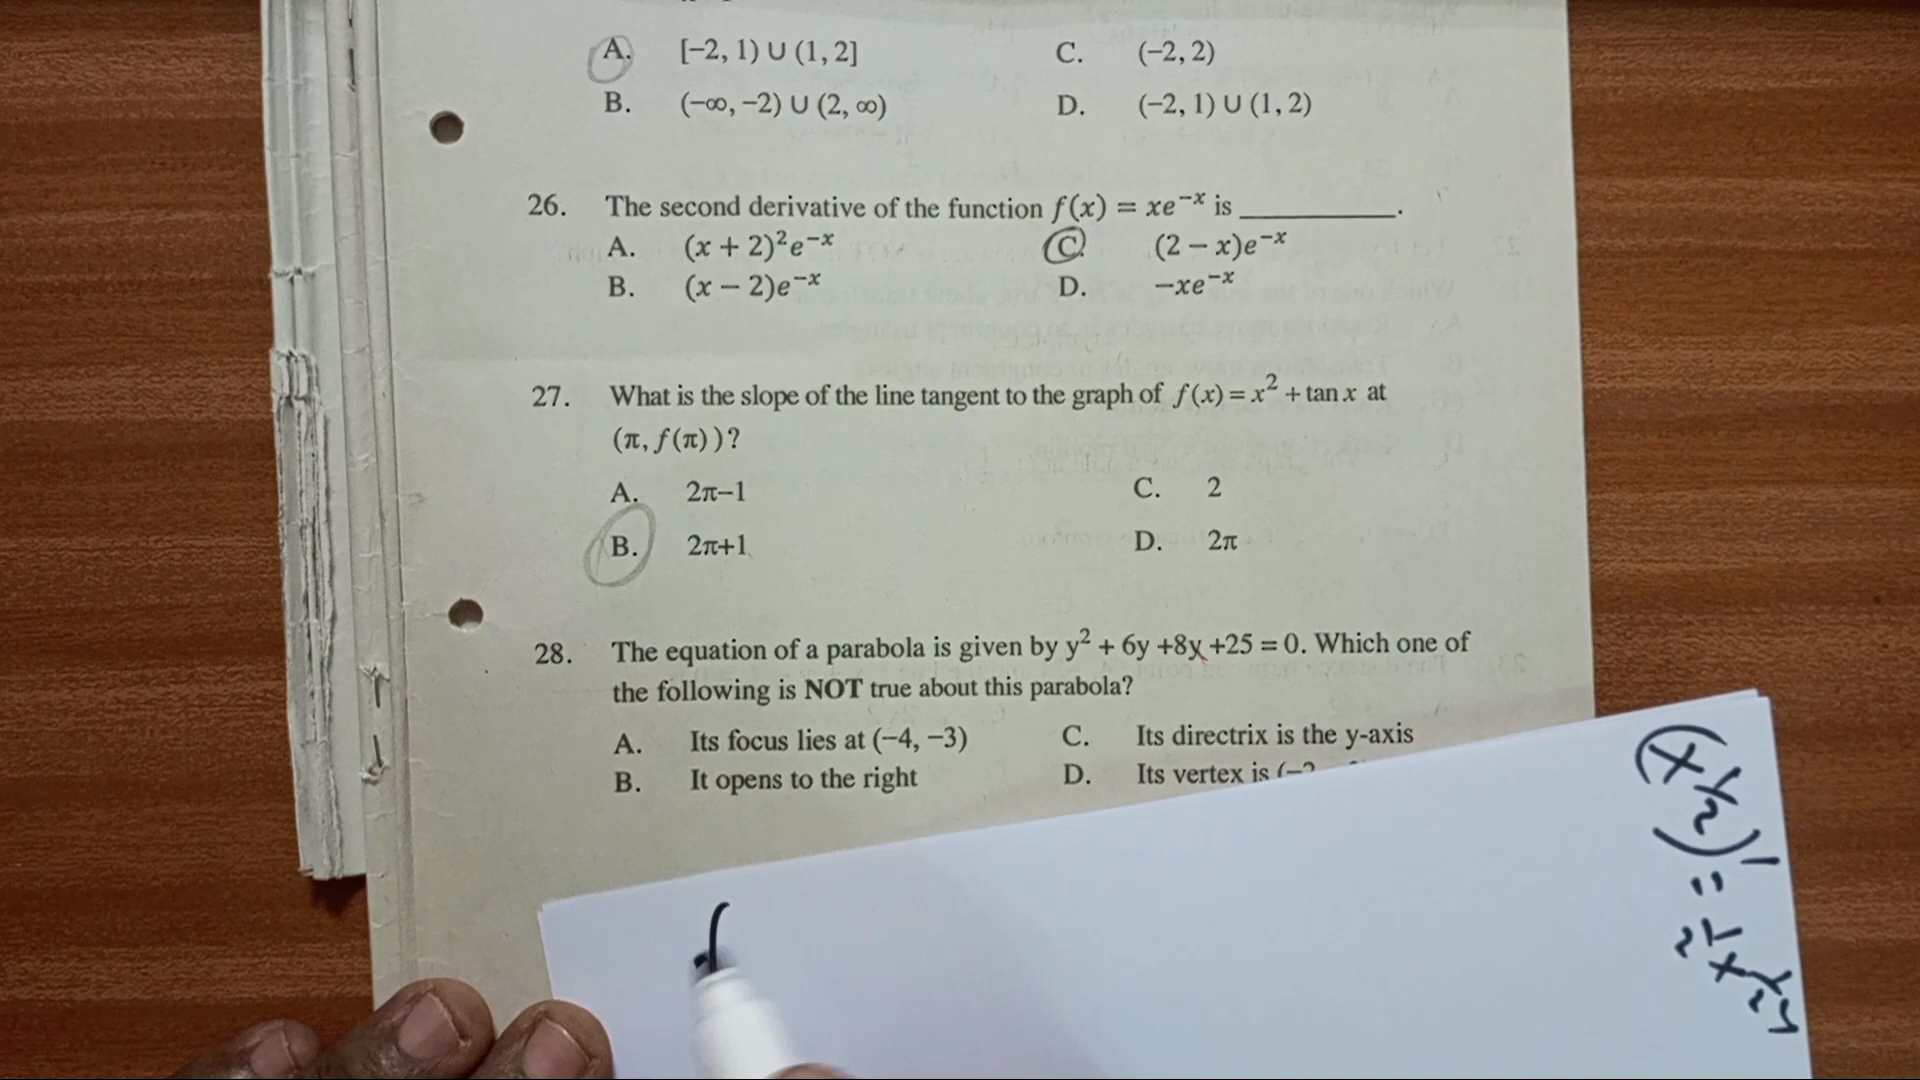 A. [−2, 1) ∪ (1, 2] C. (−2, 2)
B. (−∞, −2) ∪ (2, ∞) D. (−2, 1) ∪ (1, 2)
26. The second derivative of the function f(x) = xe⁻ˣ is __________.
A. (x + 2)²e⁻ˣ C. (2 − x)e⁻ˣ
B. (x − 2)e⁻ˣ D. −xe⁻ˣ
27. What is the slope of the line tangent to the graph of f(x) = x² + tan x at
(π, f(π))?
A. 2π−1 C. 2
B. 2π+1 D. 2π
28. The equation of a parabola is given by y² + 6y +8x +25 = 0. Which one of
the following is NOT true about this parabola?
A. Its focus lies at (−4, −3) C. Its directrix is the y-axis
B. It opens to the right D. Its vertex is (−2
(x^½)' = ½ x